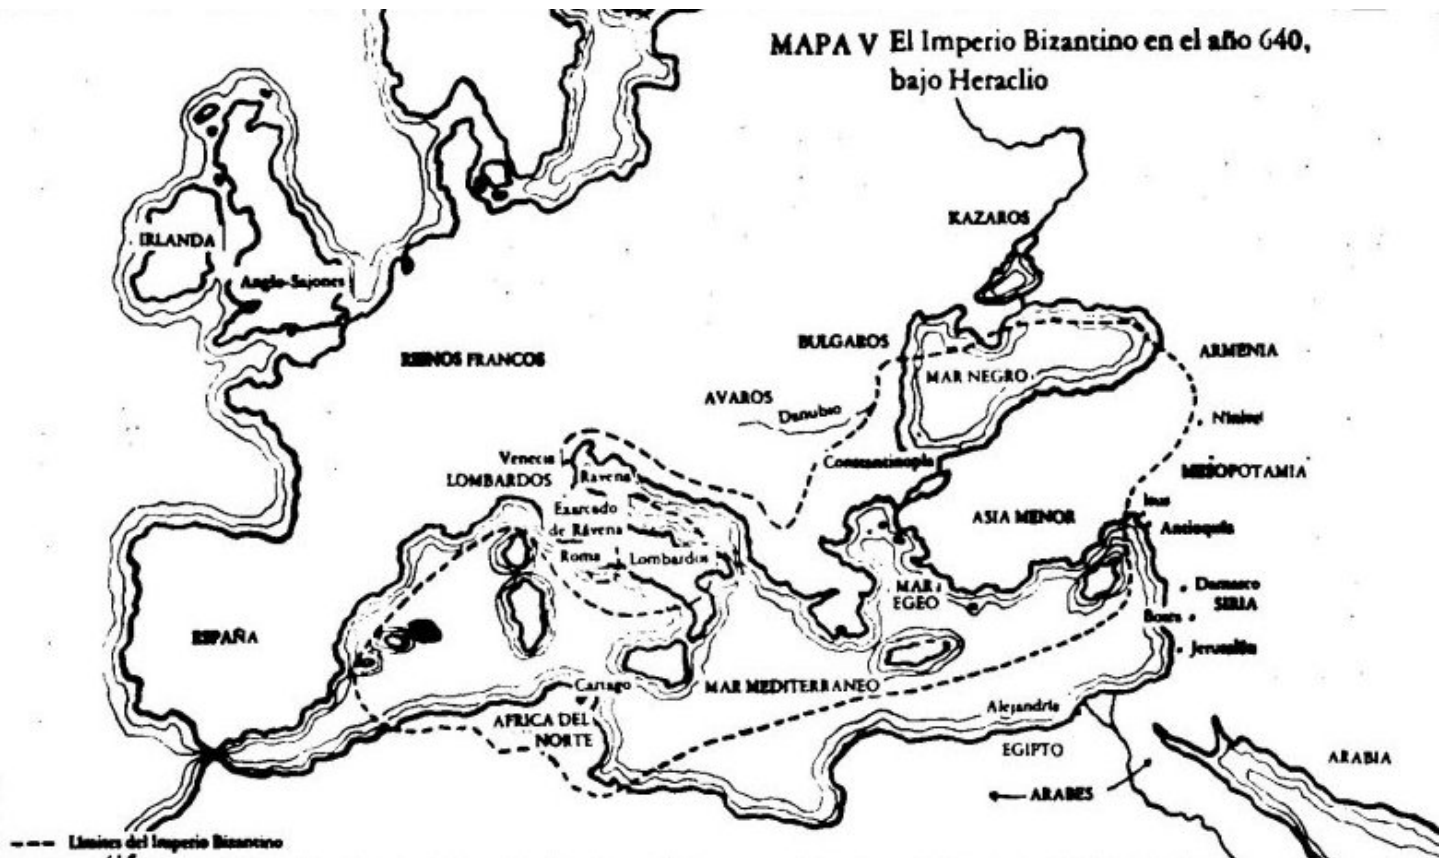 MAPA V El Imperio Bizantino en el año 640,
bajo Heraclio
KAZAROS
IRLANDA
Anglo-Sajones
BULGAROS
ARMENIA
REINOS FRANCOS
MAR NEGRO
AVAROS
Danubio
Venecia
LOMBARDOS
Ravena
Constantinopla
MESOPOTAMIA
Exarcado
de Rávena
ASIA MENOR
Antioquía
Roma
Lombardos
MAR
EGEO
Damasco
SIRIA
ESPAÑA
Jerusalén
Cartago
MAR MEDITERRANEO
AFRICA DEL
NORTE
Alejandría
EGIPTO
ARABIA
ARABES
Límites del Imperio Bizantino